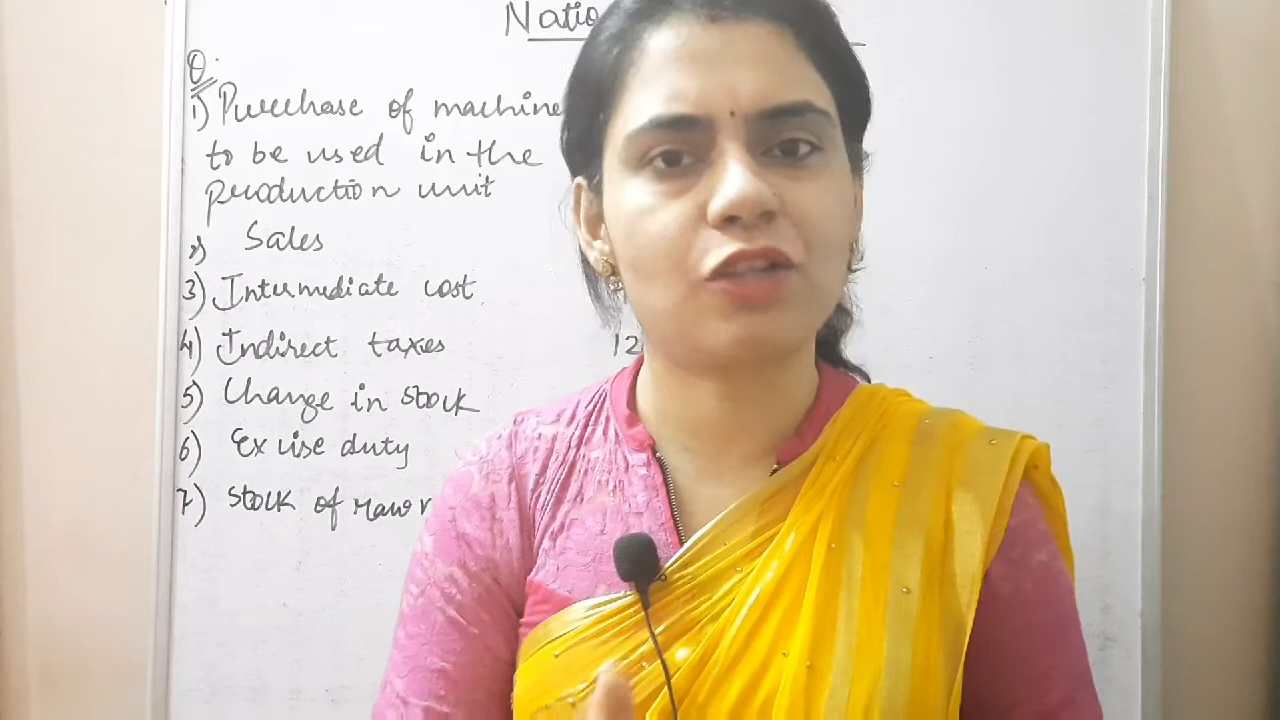 Natio
Q.
1) Purchase of machine
to be used in the
production unit
2) Sales
3) Intermediate cost
4) Indirect taxes 12
5) Change in stock
6) Excise duty
7) Stock of raw